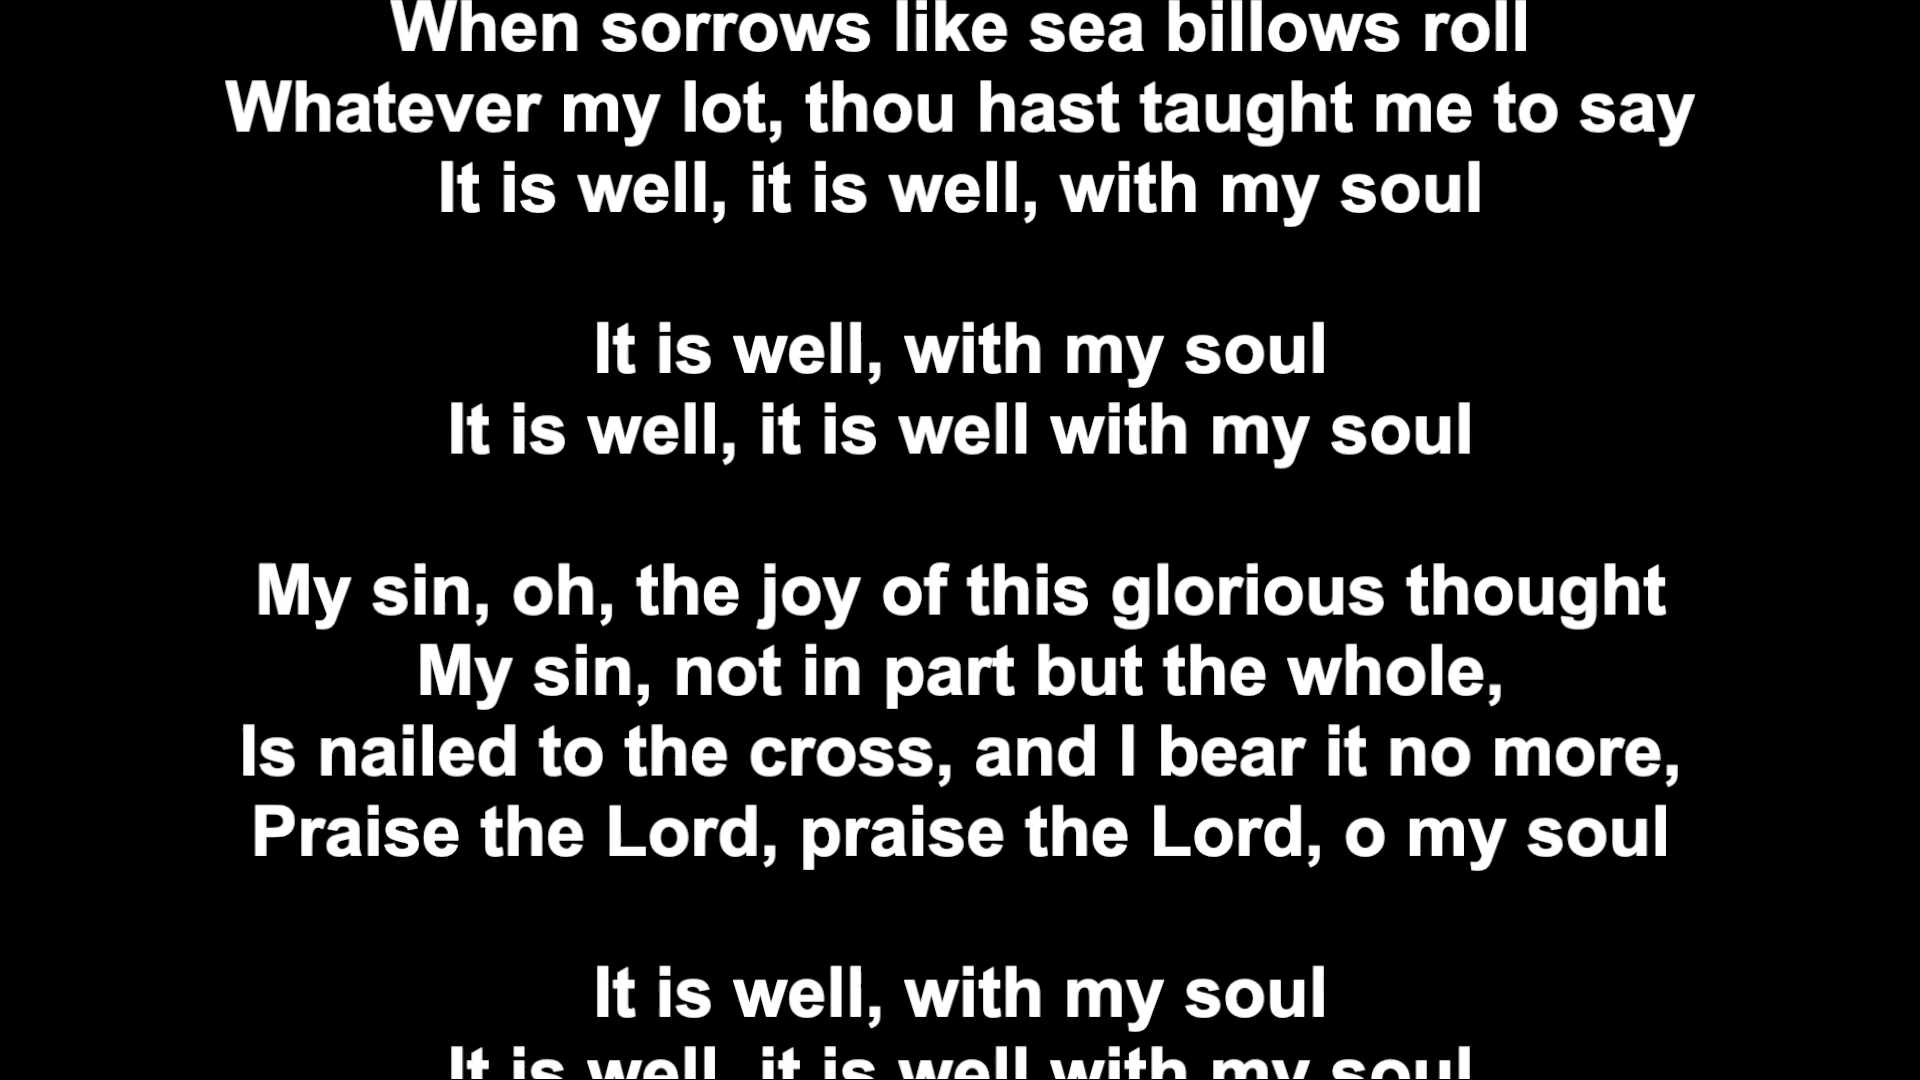 When sorrows like sea billows roll
Whatever my lot, thou hast taught me to say
It is well, it is well, with my soul
It is well, with my soul
It is well, it is well with my soul
My sin, oh, the joy of this glorious thought
My sin, not in part but the whole,
Is nailed to the cross, and I bear it no more,
Praise the Lord, praise the Lord, o my soul
It is well, with my soul
It is well, it is well with my soul